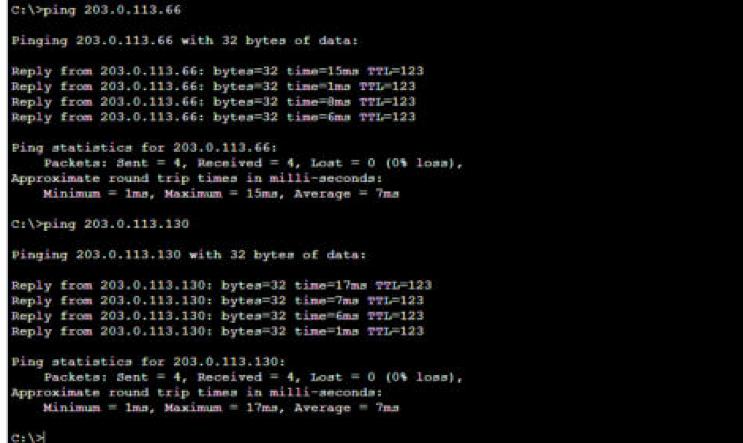 C:\>ping 203.0.113.66
Pinging 203.0.113.66 with 32 bytes of data:
Reply from 203.0.113.66: bytes=32 time=15ms TTL=123
Reply from 203.0.113.66: bytes=32 time=1ms TTL=123
Reply from 203.0.113.66: bytes=32 time=8ms TTL=123
Reply from 203.0.113.66: bytes=32 time=6ms TTL=123
Ping statistics for 203.0.113.66:
Packets: Sent = 4, Received = 4, Lost = 0 (0% loss),
Approximate round trip times in milli-seconds:
Minimum = 1ms, Maximum = 15ms, Average = 7ms
C:\>ping 203.0.113.130
Pinging 203.0.113.130 with 32 bytes of data:
Reply from 203.0.113.130: bytes=32 time=17ms TTL=123
Reply from 203.0.113.130: bytes=32 time=7ms TTL=123
Reply from 203.0.113.130: bytes=32 time=6ms TTL=123
Reply from 203.0.113.130: bytes=32 time=1ms TTL=123
Ping statistics for 203.0.113.130:
Packets: Sent = 4, Received = 4, Lost = 0 (0% loss),
Approximate round trip times in milli-seconds:
Minimum = 1ms, Maximum = 17ms, Average = 7ms
C:\>